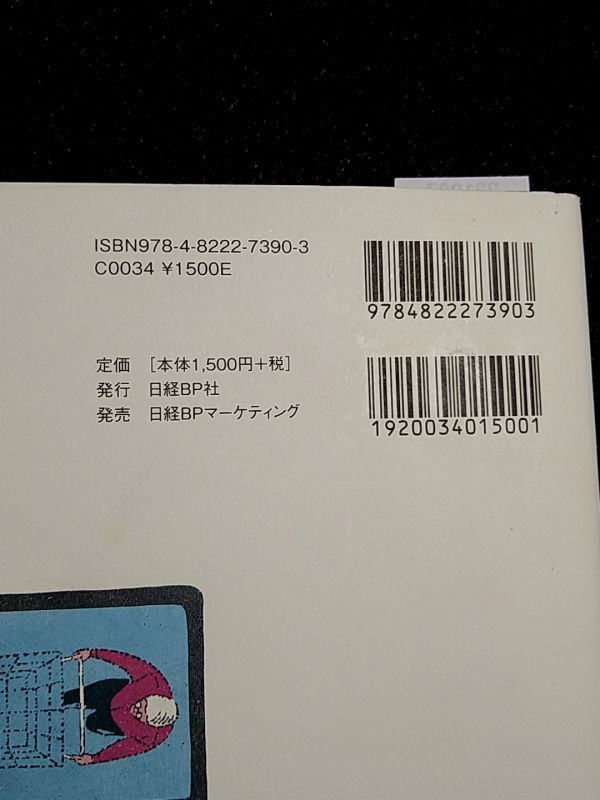 ISBN978-4-8222-7390-3
C0034 ¥1500E
9784822273903
定価 [本体1,500円+税]
発行 日経BP社
発売 日経BPマーケティング
1920034015001